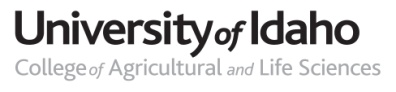 University of Idaho
College of Agricultural and Life Sciences